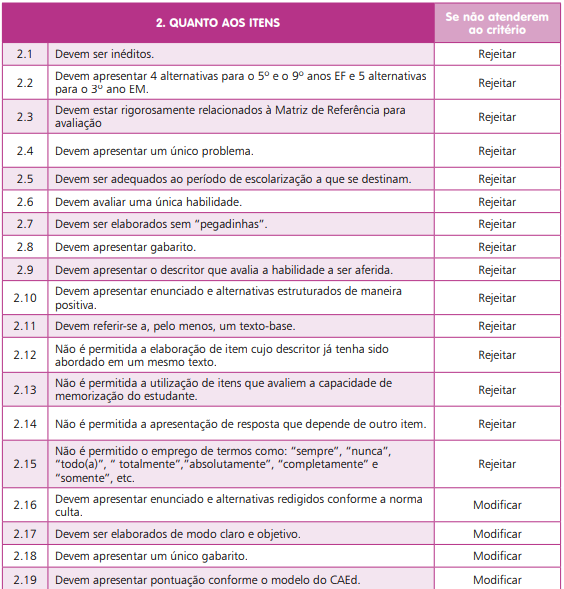 2. QUANTO AOS ITENS
Se não atenderem
ao critério
2.1 Devem ser inéditos. Rejeitar
2.2 Devem apresentar 4 alternativas para o 5º e o 9º anos EF e 5 alternativas
para o 3º ano EM. Rejeitar
2.3 Devem estar rigorosamente relacionados à Matriz de Referência para
avaliação Rejeitar
2.4 Devem apresentar um único problema. Rejeitar
2.5 Devem ser adequados ao período de escolarização a que se destinam. Rejeitar
2.6 Devem avaliar uma única habilidade. Rejeitar
2.7 Devem ser elaborados sem “pegadinhas”. Rejeitar
2.8 Devem apresentar gabarito. Rejeitar
2.9 Devem apresentar o descritor que avalia a habilidade a ser aferida. Rejeitar
2.10 Devem apresentar enunciado e alternativas estruturados de maneira
positiva. Rejeitar
2.11 Devem referir-se a, pelo menos, um texto-base. Rejeitar
2.12 Não é permitida a elaboração de item cujo descritor já tenha sido
abordado em um mesmo texto. Rejeitar
2.13 Não é permitida a utilização de itens que avaliem a capacidade de
memorização do estudante. Rejeitar
2.14 Não é permitida a apresentação de resposta que depende de outro item. Rejeitar
2.15 Não é permitido o emprego de termos como: “sempre”, “nunca”,
“todo(a)”, “ totalmente”,“absolutamente”, “completamente” e
“somente”, etc. Rejeitar
2.16 Devem apresentar enunciado e alternativas redigidos conforme a norma
culta. Modificar
2.17 Devem ser elaborados de modo claro e objetivo. Modificar
2.18 Devem apresentar um único gabarito. Modificar
2.19 Devem apresentar pontuação conforme o modelo do CAEd. Modificar